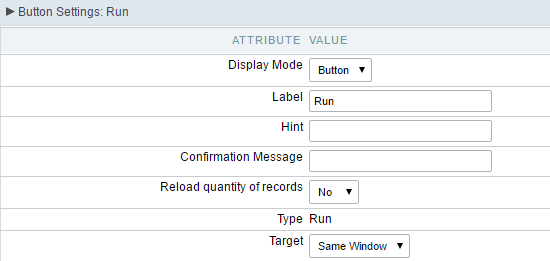 Button Settings: Run
ATTRIBUTE VALUE
Display Mode Button
Label Run
Hint
Confirmation Message
Reload quantity of records No
Type Run
Target Same Window